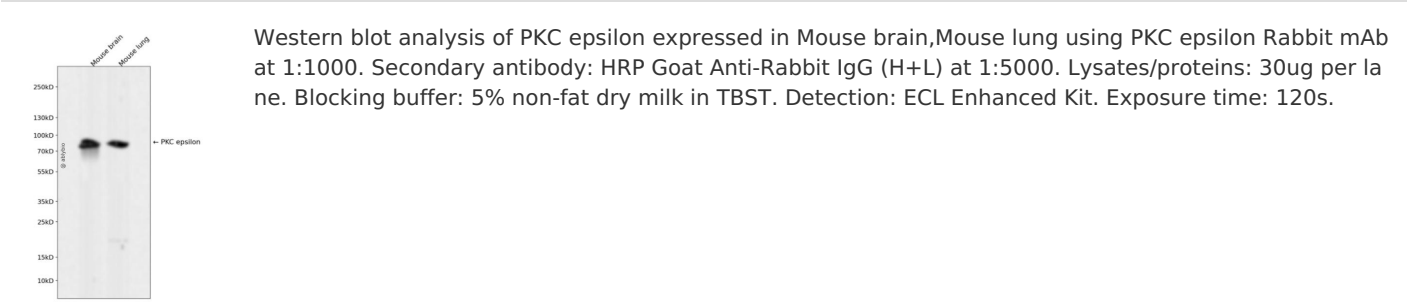 Mouse brain
Mouse lung
250kD
130kD
100kD
70kD
55kD
35kD
25kD
15kD
10kD
@ ablybio
← PKC epsilon
Western blot analysis of PKC epsilon expressed in Mouse brain,Mouse lung using PKC epsilon Rabbit mAb
at 1:1000. Secondary antibody: HRP Goat Anti-Rabbit IgG (H+L) at 1:5000. Lysates/proteins: 30ug per la
ne. Blocking buffer: 5% non-fat dry milk in TBST. Detection: ECL Enhanced Kit. Exposure time: 120s.